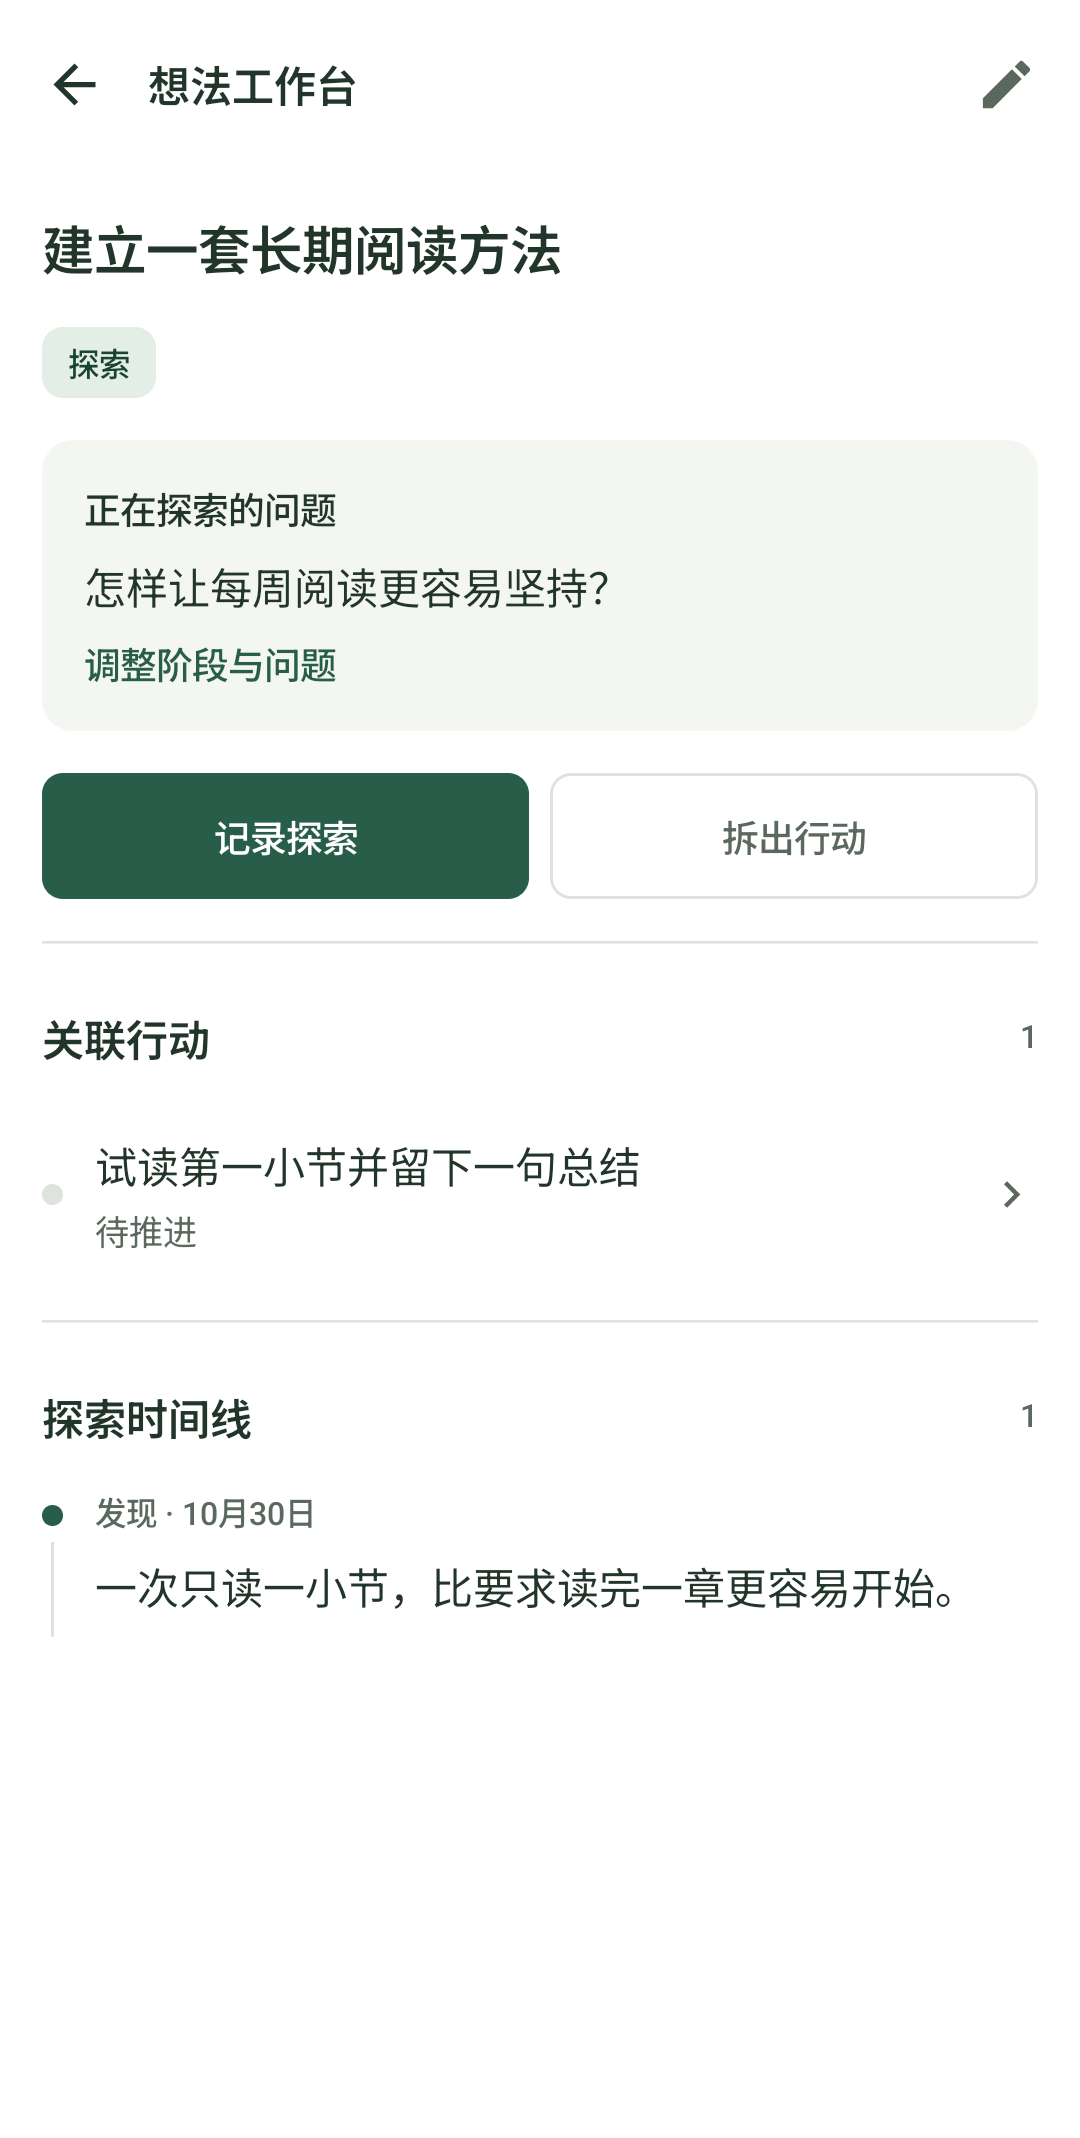 想法工作台
建立一套长期阅读方法
探索
正在探索的问题
怎样让每周阅读更容易坚持？
调整阶段与问题
记录探索
拆出行动
关联行动
1
试读第一小节并留下一句总结
待推进
探索时间线
1
发现 · 10月30日
一次只读一小节，比要求读完一章更容易开始。